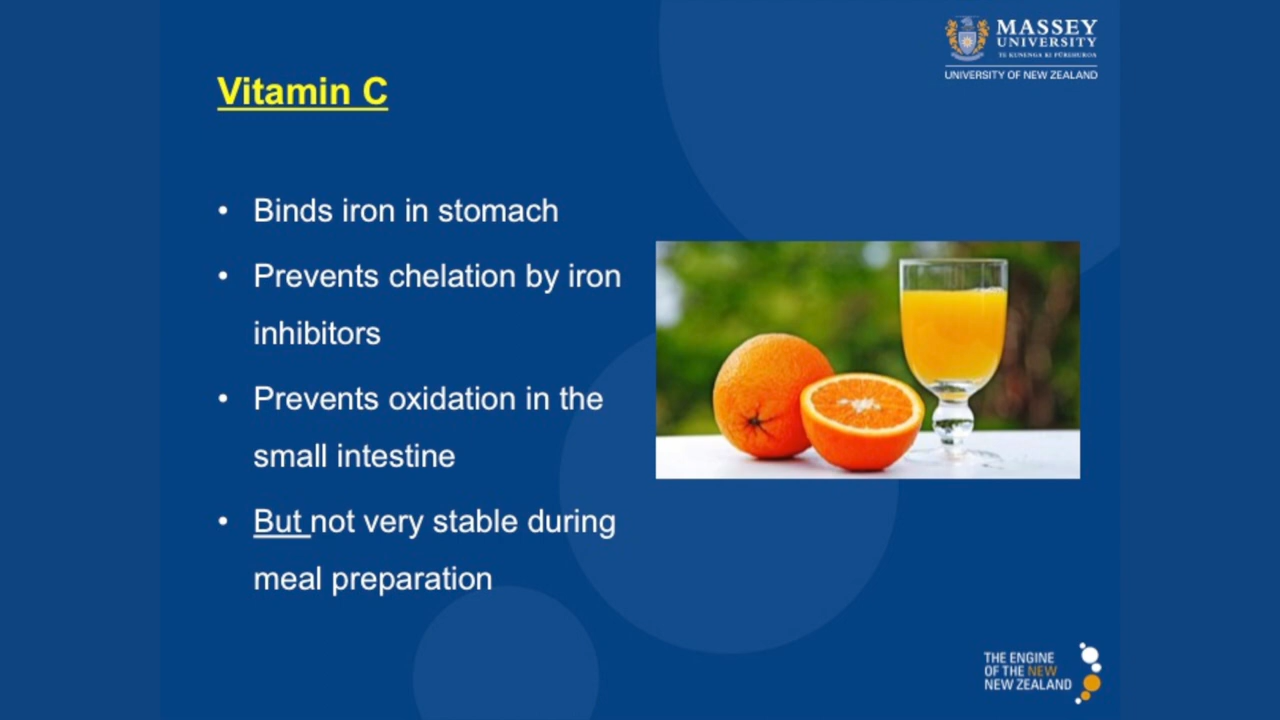 MASSEY
UNIVERSITY
TE KUNENGA KI PŪREHUROA
UNIVERSITY OF NEW ZEALAND
Vitamin C
• Binds iron in stomach
• Prevents chelation by iron
inhibitors
• Prevents oxidation in the
small intestine
• But not very stable during
meal preparation
THE ENGINE
OF THE NEW
NEW ZEALAND